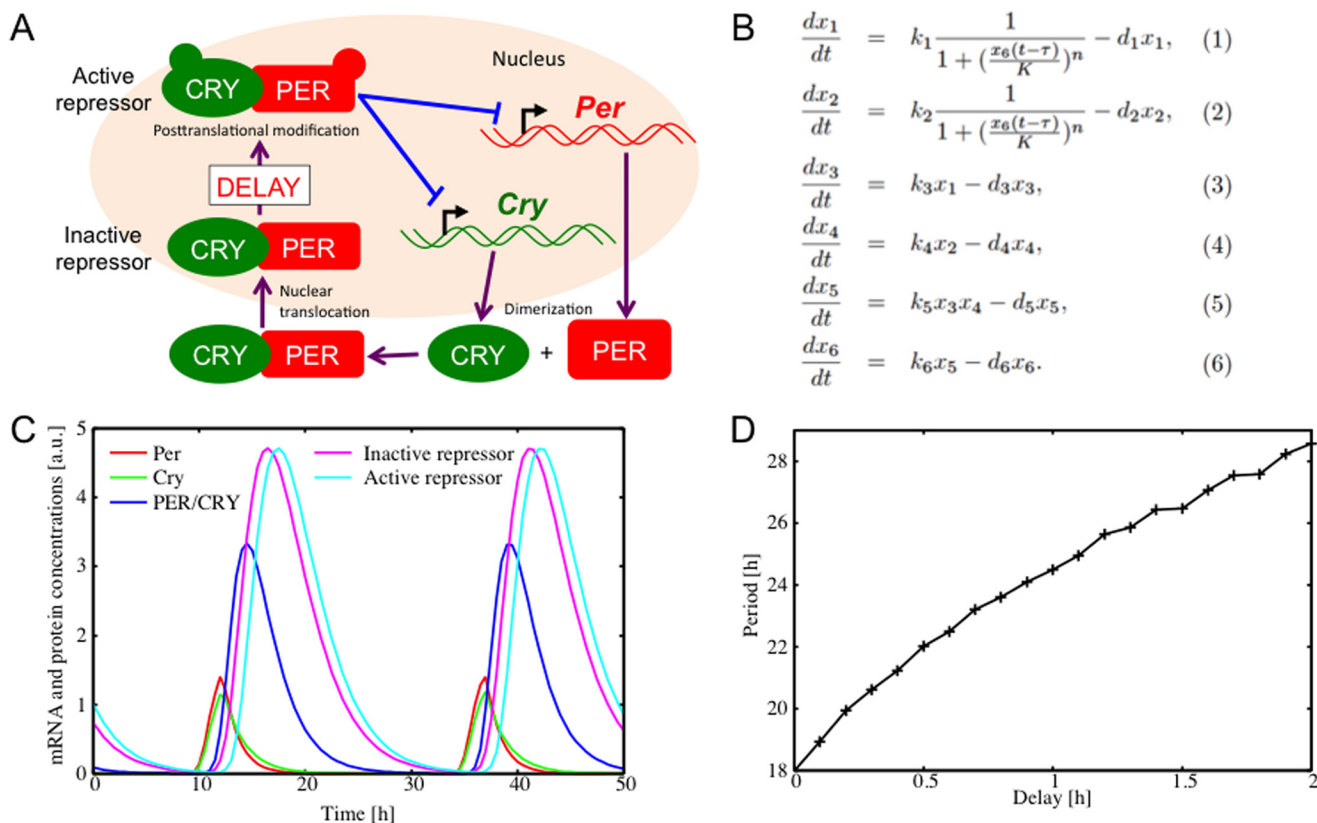 A
Active
repressor
CRY
PER
Nucleus
Posttranslational modification
Per
DELAY
Cry
Inactive
repressor
CRY
PER
Nuclear
translocation
Dimerization
CRY
PER
CRY
+
PER
B
dx₁/dt = k₁ 1/(1 + (x₆(t−τ)/K)ⁿ) − d₁x₁, (1)
dx₂/dt = k₂ 1/(1 + (x₆(t−τ)/K)ⁿ) − d₂x₂, (2)
dx₃/dt = k₃x₁ − d₃x₃, (3)
dx₄/dt = k₄x₂ − d₄x₄, (4)
dx₅/dt = k₅x₃x₄ − d₅x₅, (5)
dx₆/dt = k₆x₅ − d₆x₆. (6)
C
mRNA and protein concentrations [a.u.]
5
4
3
2
1
0
Per
Cry
PER/CRY
Inactive repressor
Active repressor
0 10 20 30 40 50
Time [h]
D
Period [h]
28
26
24
22
20
18
0 0.5 1 1.5 2
Delay [h]